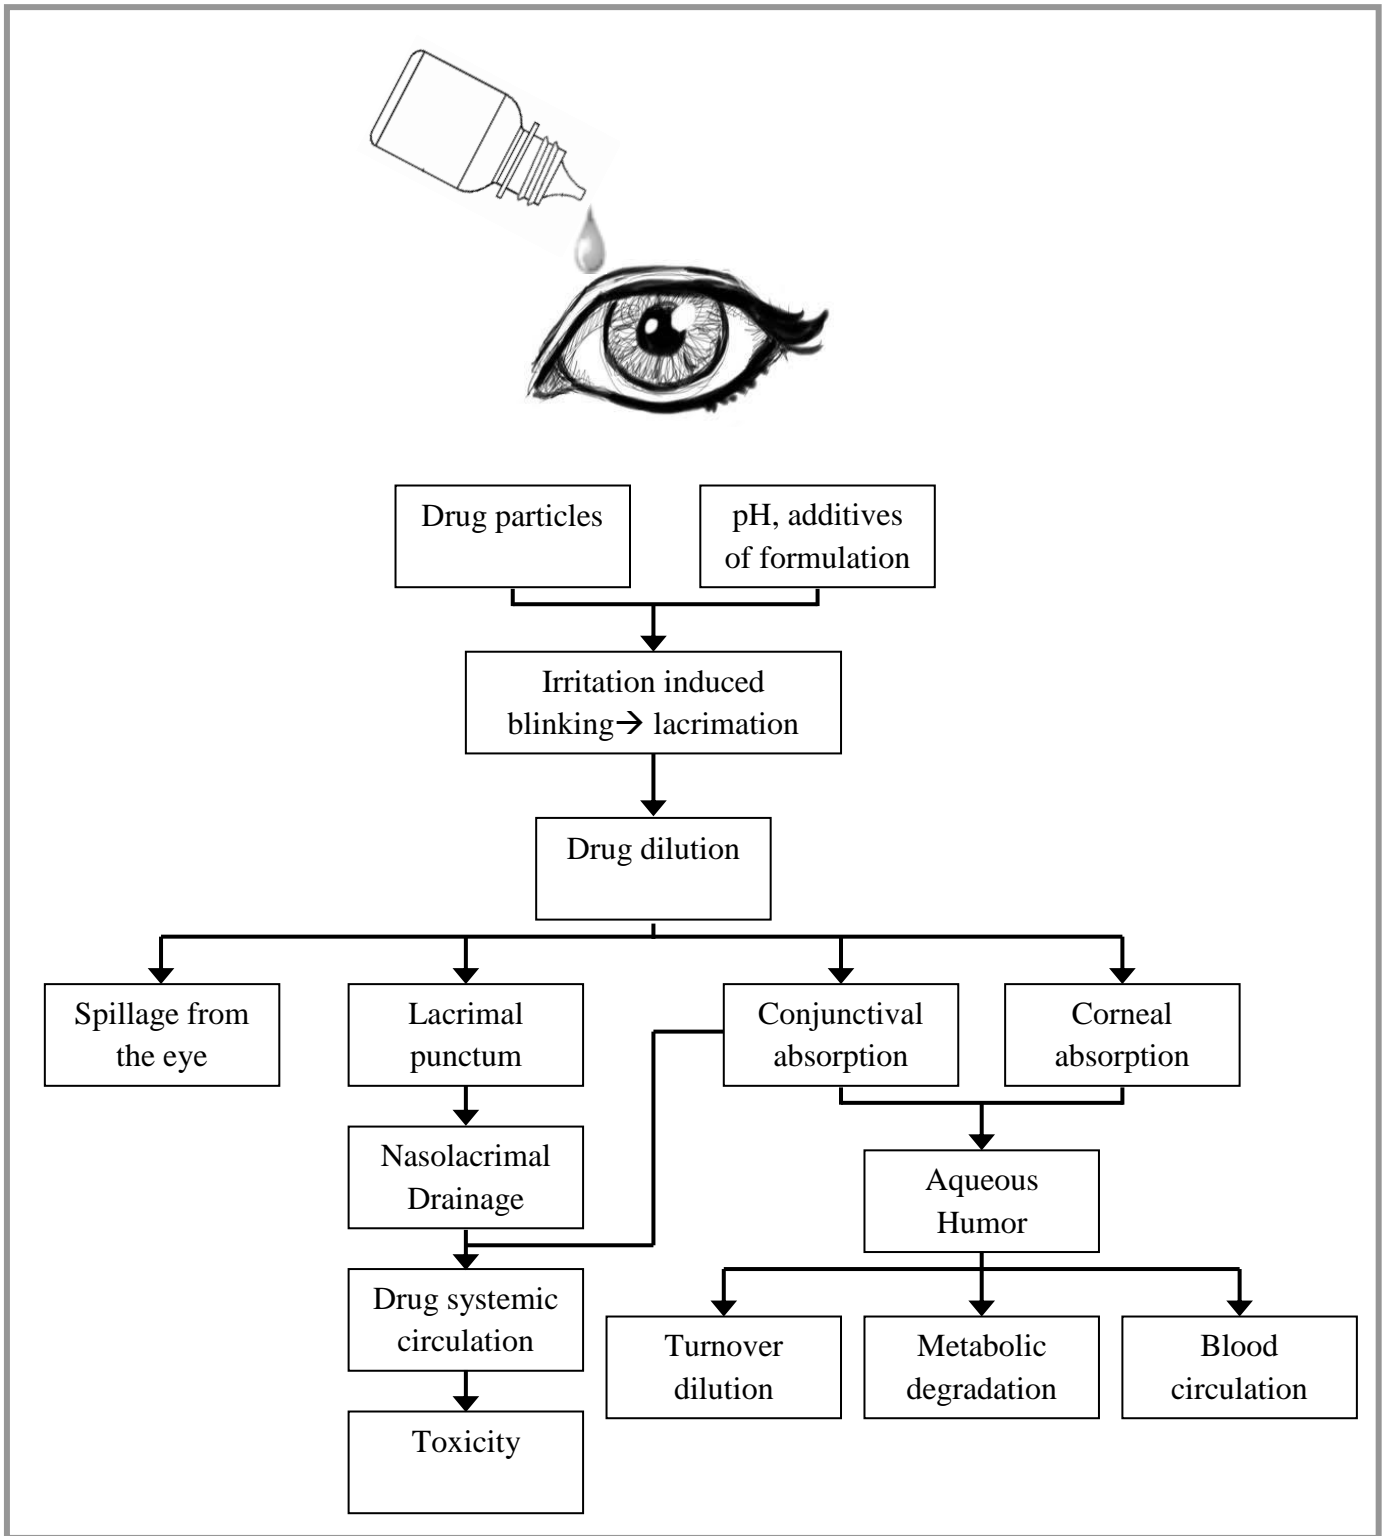 Drug particles
pH, additives
of formulation
Irritation induced
blinking→ lacrimation
Drug dilution
Spillage from
the eye
Lacrimal
punctum
Conjunctival
absorption
Corneal
absorption
Nasolacrimal
Drainage
Aqueous
Humor
Drug systemic
circulation
Turnover
dilution
Metabolic
degradation
Blood
circulation
Toxicity